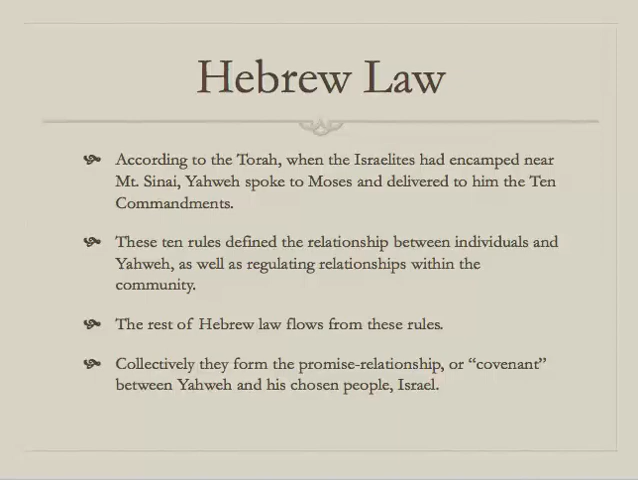 Hebrew Law
According to the Torah, when the Israelites had encamped near
Mt. Sinai, Yahweh spoke to Moses and delivered to him the Ten
Commandments.
These ten rules defined the relationship between individuals and
Yahweh, as well as regulating relationships within the
community.
The rest of Hebrew law flows from these rules.
Collectively they form the promise-relationship, or “covenant”
between Yahweh and his chosen people, Israel.